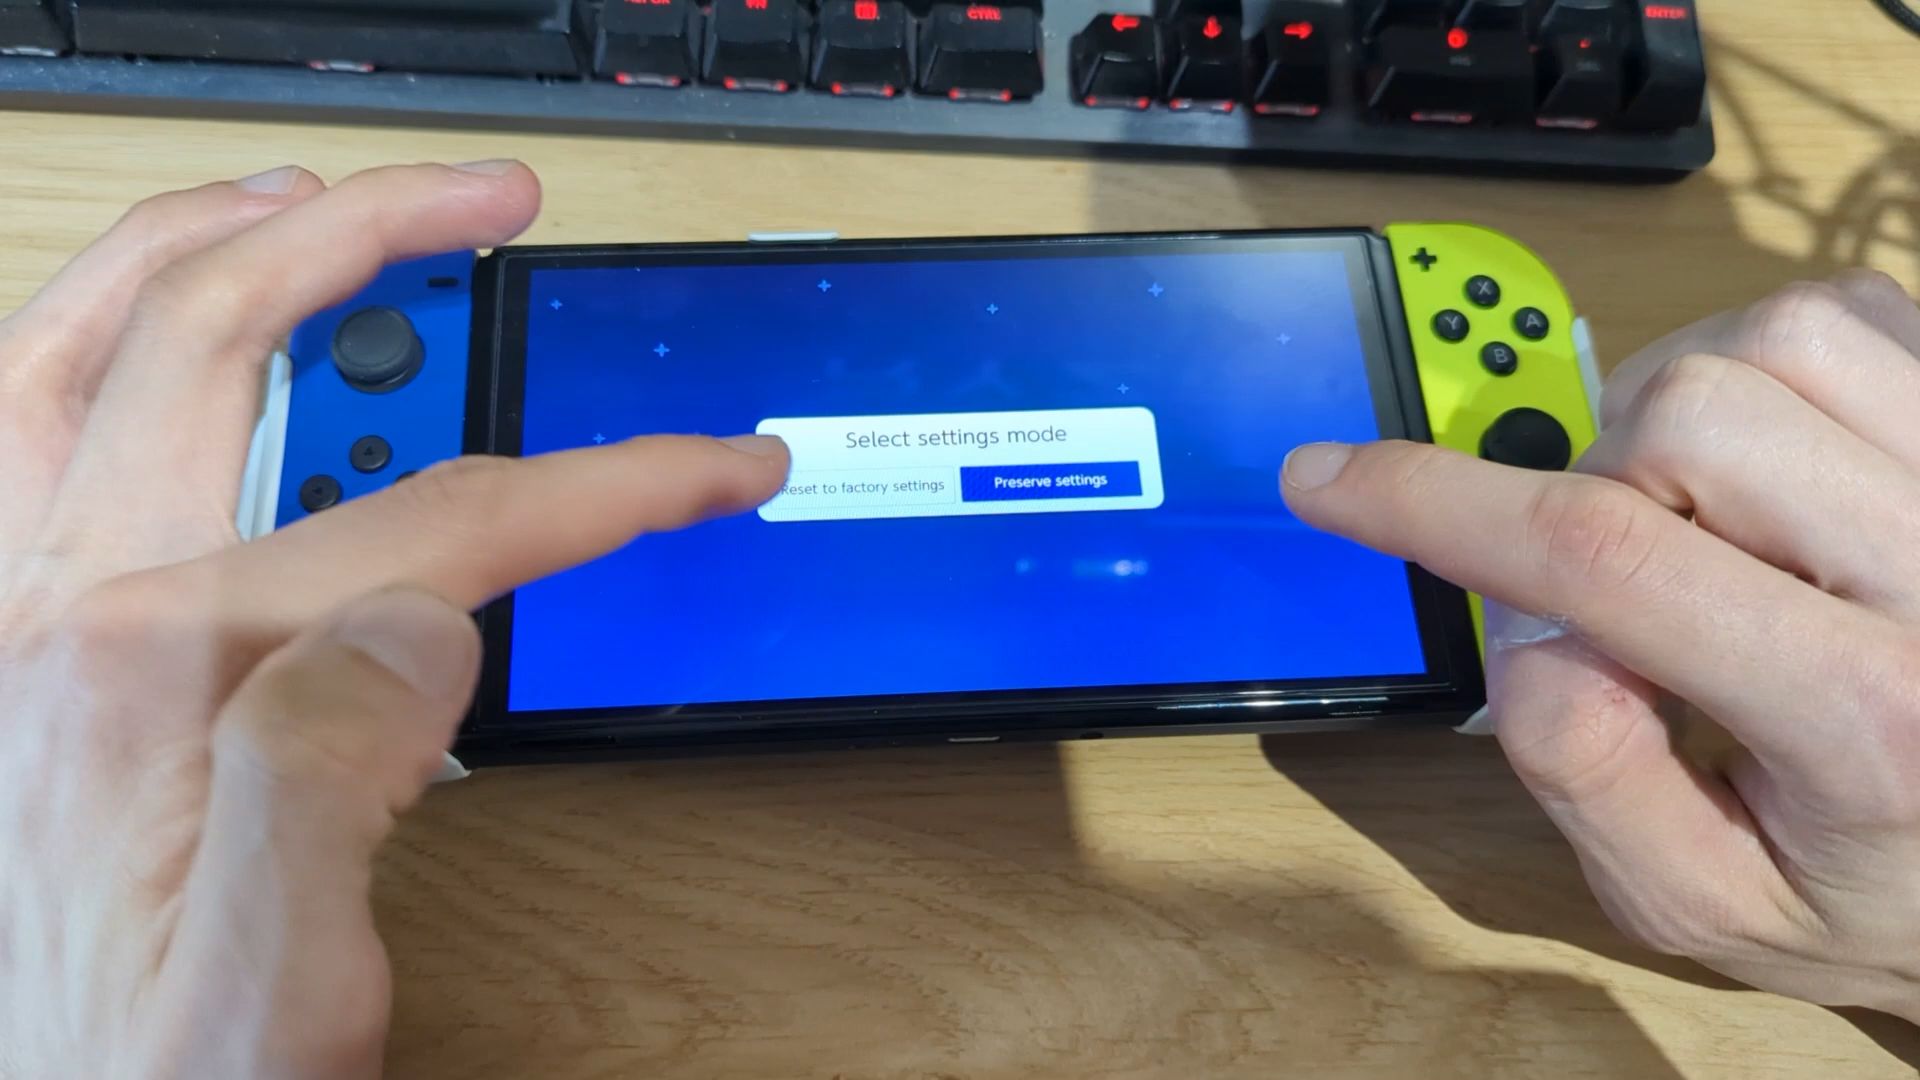 CTRL
ENTER
X
Y
A
B
Select settings mode
Reset to factory settings
Preserve settings